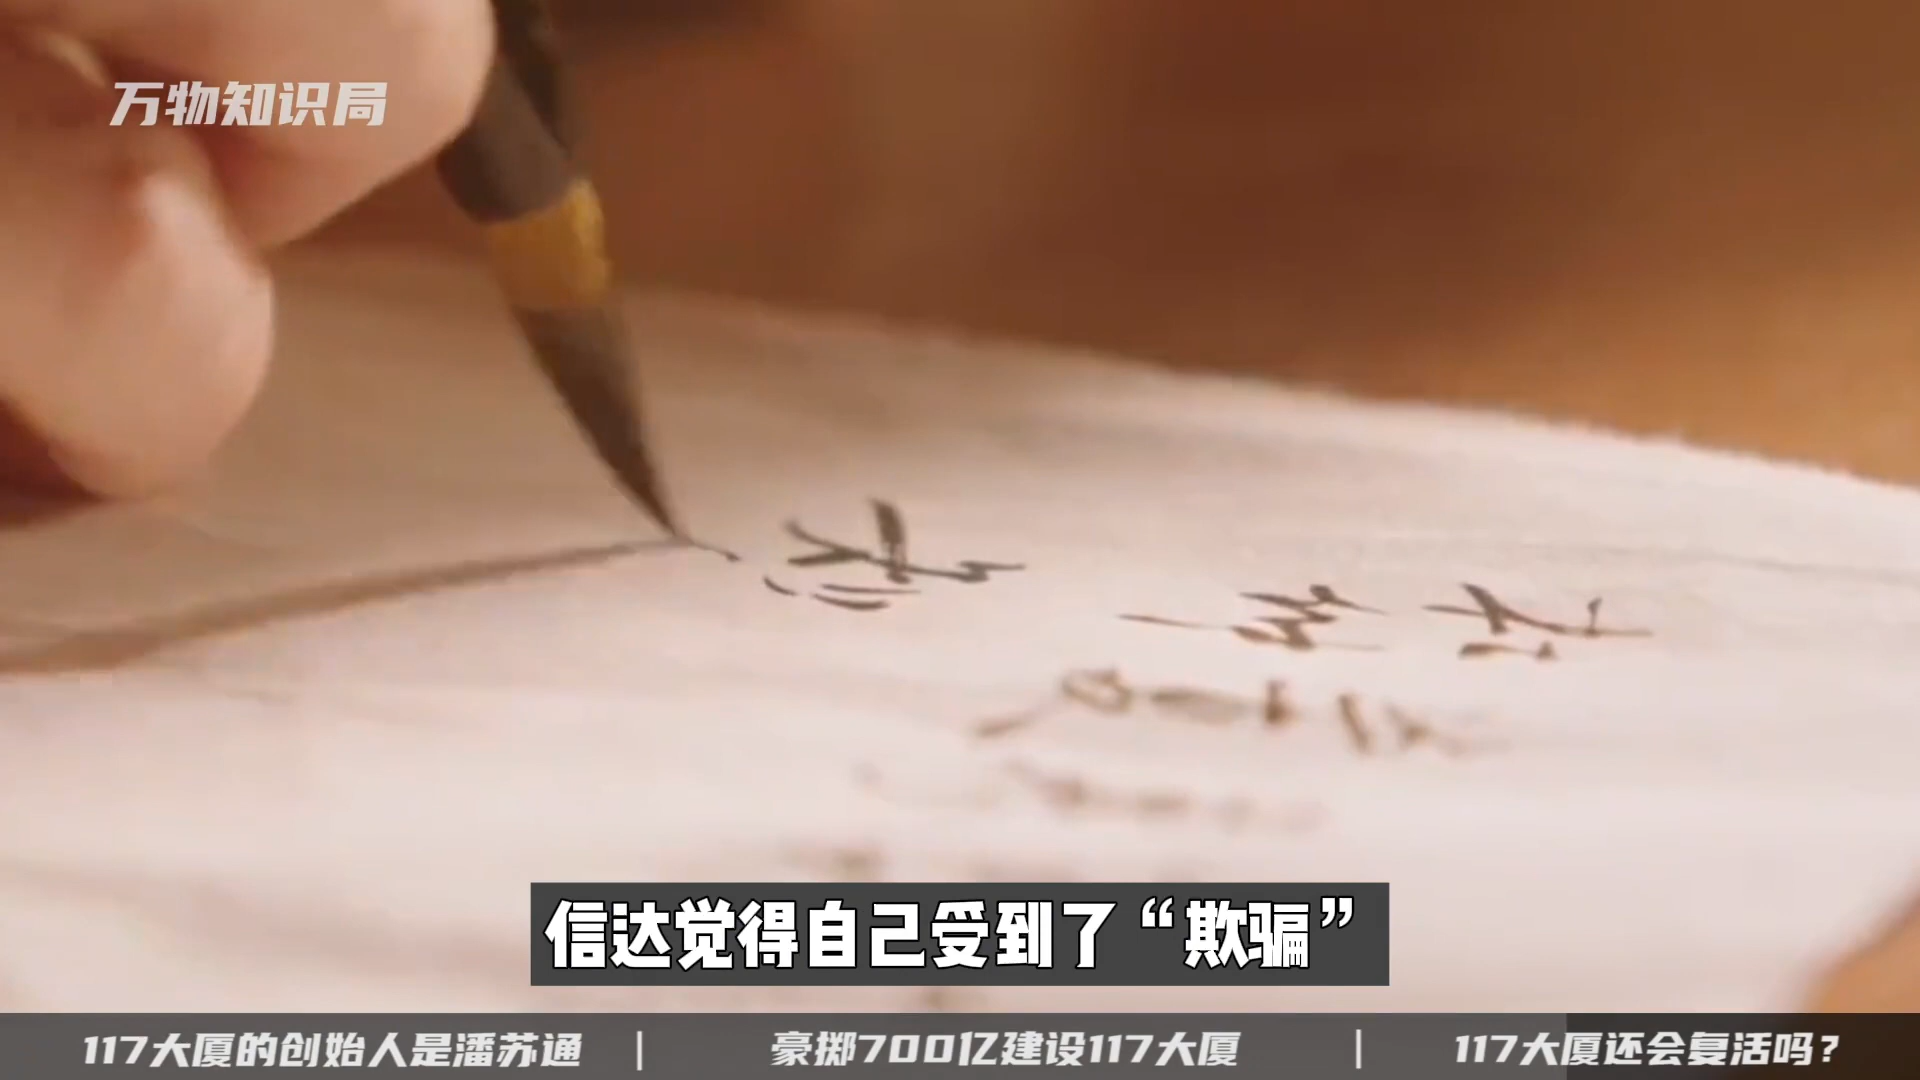 万物知识局
信达觉得自己受到了“欺骗”
117大厦的创始人是潘苏通 | 豪掷700亿建设117大厦 | 117大厦还会复活吗？